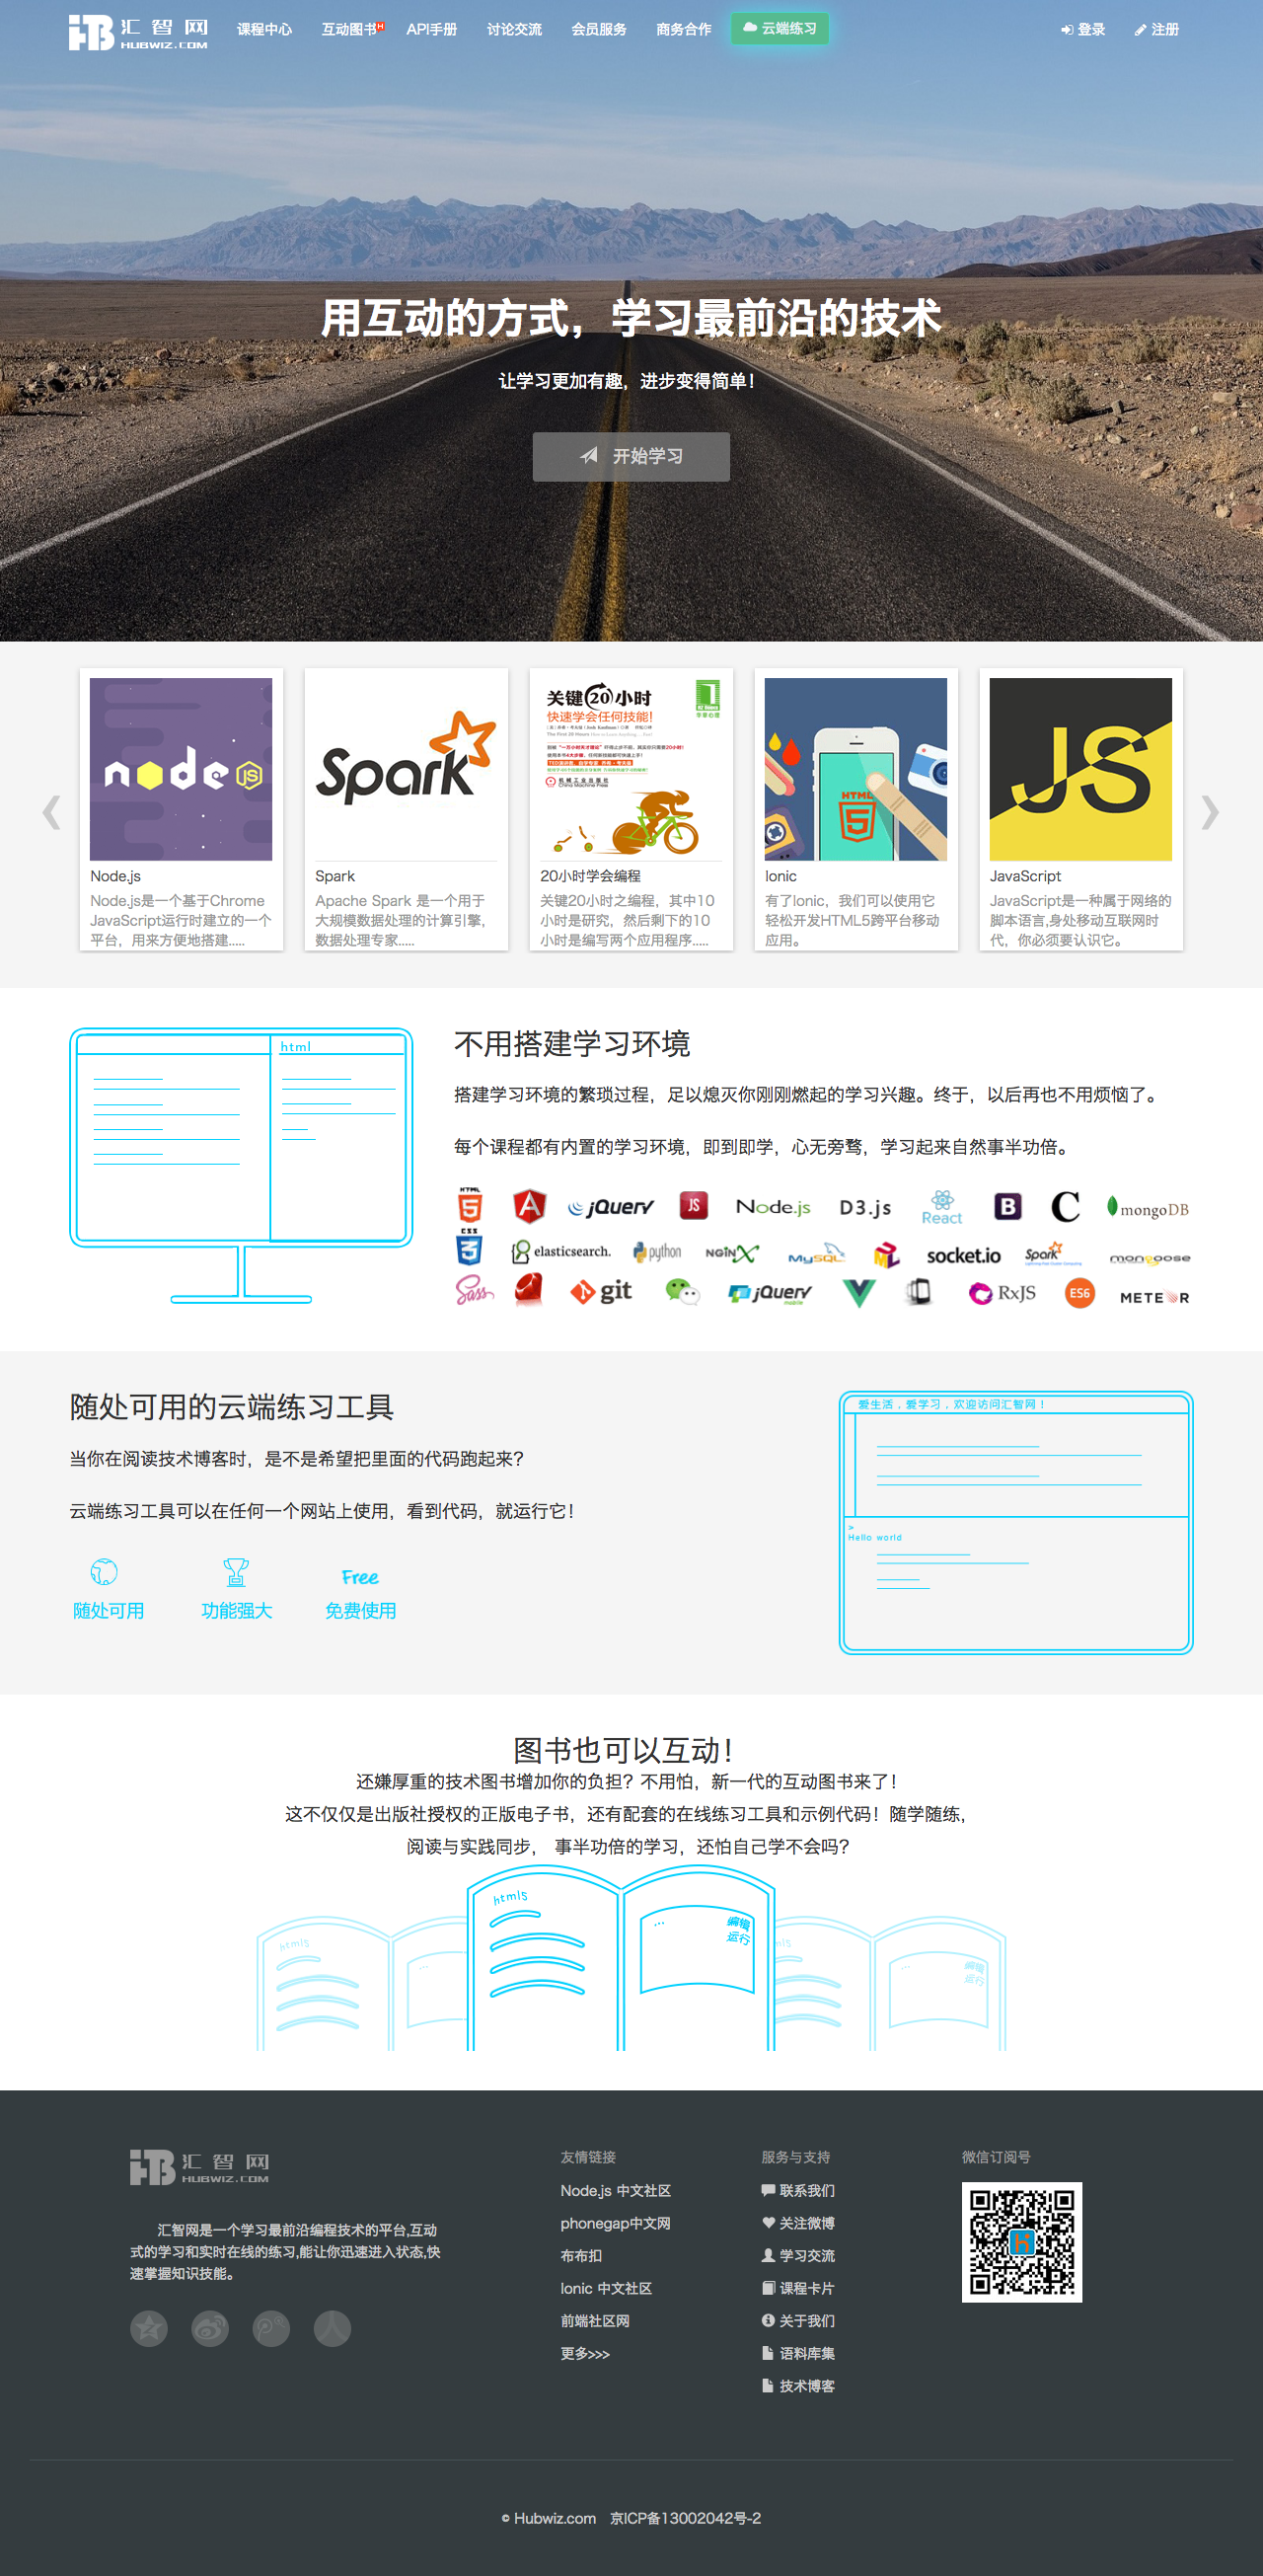 汇智网
HUBWIZ.COM
课程中心
互动图书
H
API手册
讨论交流
会员服务
商务合作
云端练习
登录
注册
用互动的方式，学习最前沿的技术
让学习更加有趣，进步变得简单！
开始学习
node
JS
Node.js
Node.js是一个基于Chrome
JavaScript运行时建立的一个
平台，用来方便地搭建.....
Spark
Spark
Apache Spark 是一个用于
大规模数据处理的计算引擎，
数据处理专家.....
关键20小时
快速学会任何技能！
机械工业出版社
China Machine Press
20小时学会编程
关键20小时之编程，其中10
小时是研究，然后剩下的10
小时是编写两个应用程序.....
HTML
5
Ionic
有了Ionic，我们可以使用它
轻松开发HTML5跨平台移动
应用。
JS
JavaScript
JavaScript是一种属于网络的
脚本语言,身处移动互联网时
代，你必须要认识它。
html
不用搭建学习环境
搭建学习环境的繁琐过程，足以熄灭你刚刚燃起的学习兴趣。终于，以后再也不用烦恼了。
每个课程都有内置的学习环境，即到即学，心无旁骛，学习起来自然事半功倍。
HTML 5 A jQuery JS Node.js D3.js React B C mongoDB
CSS 3 elasticsearch. python NGINX MySQL socket.io Spark mongoose
Sass git jQuery mobile RxJS ES6 METEOR
随处可用的云端练习工具
当你在阅读技术博客时，是不是希望把里面的代码跑起来？
云端练习工具可以在任何一个网站上使用，看到代码，就运行它！
Free
随处可用
功能强大
免费使用
爱生活，爱学习，欢迎访问汇智网！
>
Hello world
图书也可以互动！
还嫌厚重的技术图书增加你的负担？不用怕，新一代的互动图书来了！
这不仅仅是出版社授权的正版电子书，还有配套的在线练习工具和示例代码！随学随练，
阅读与实践同步， 事半功倍的学习，还怕自己学不会吗？
html5
...
html5
...
编辑
运行
html5
...
编辑
运行
汇智网
HUBWIZ.COM
汇智网是一个学习最前沿编程技术的平台,互动
式的学习和实时在线的练习,能让你迅速进入状态,快
速掌握知识技能。
友情链接
Node.js 中文社区
phonegap中文网
布布扣
Ionic 中文社区
前端社区网
更多>>>
服务与支持
联系我们
关注微博
学习交流
课程卡片
关于我们
语料库集
技术博客
微信订阅号
© Hubwiz.com 京ICP备13002042号-2